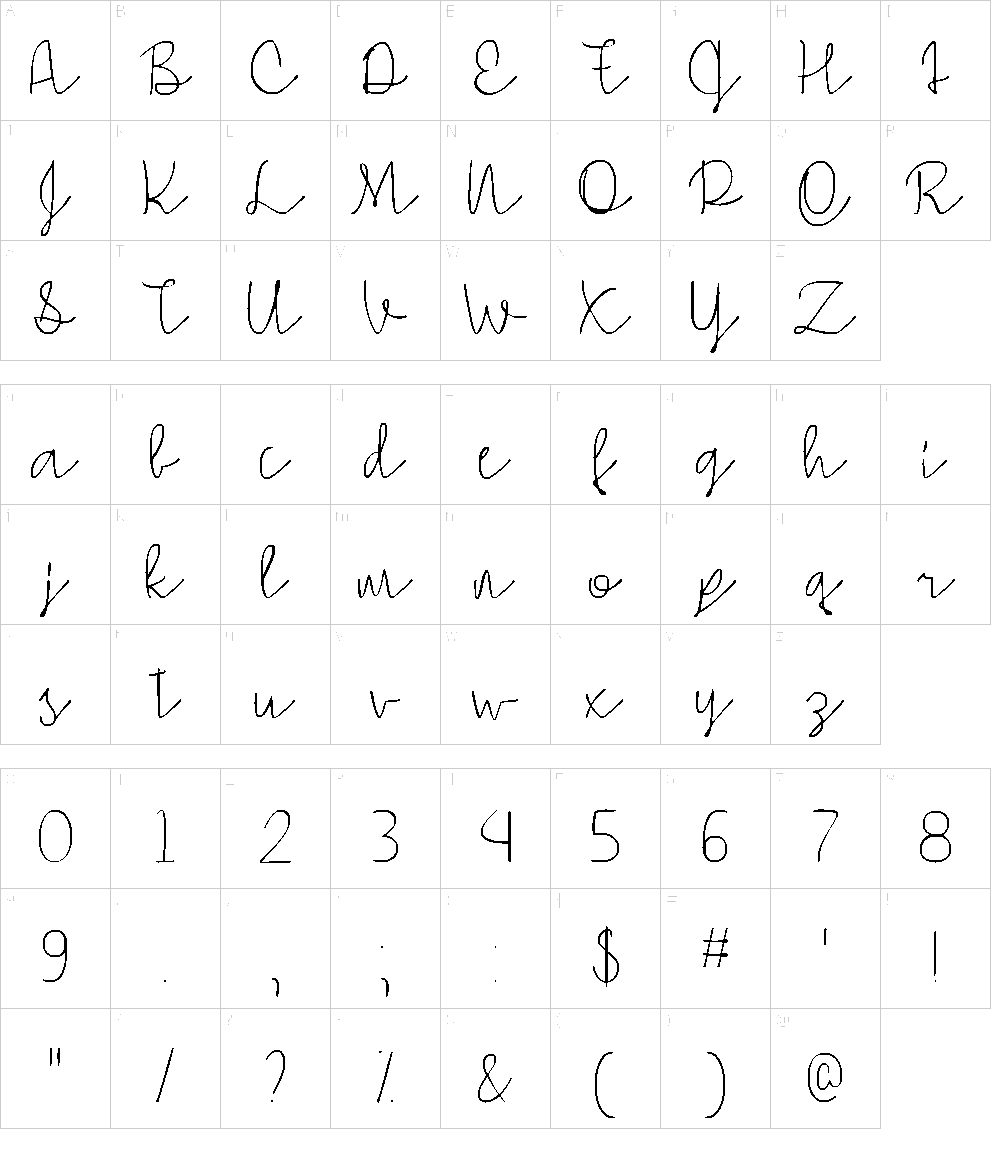 A B C D E F G H I
J K L M N O P Q R
S T U V W X Y Z
a b c d e f g h i
j k l m n o p q r
s t u v w x y z
0 1 2 3 4 5 6 7 8
9 . , ; : $ # ' !
" / ? % & ( ) @